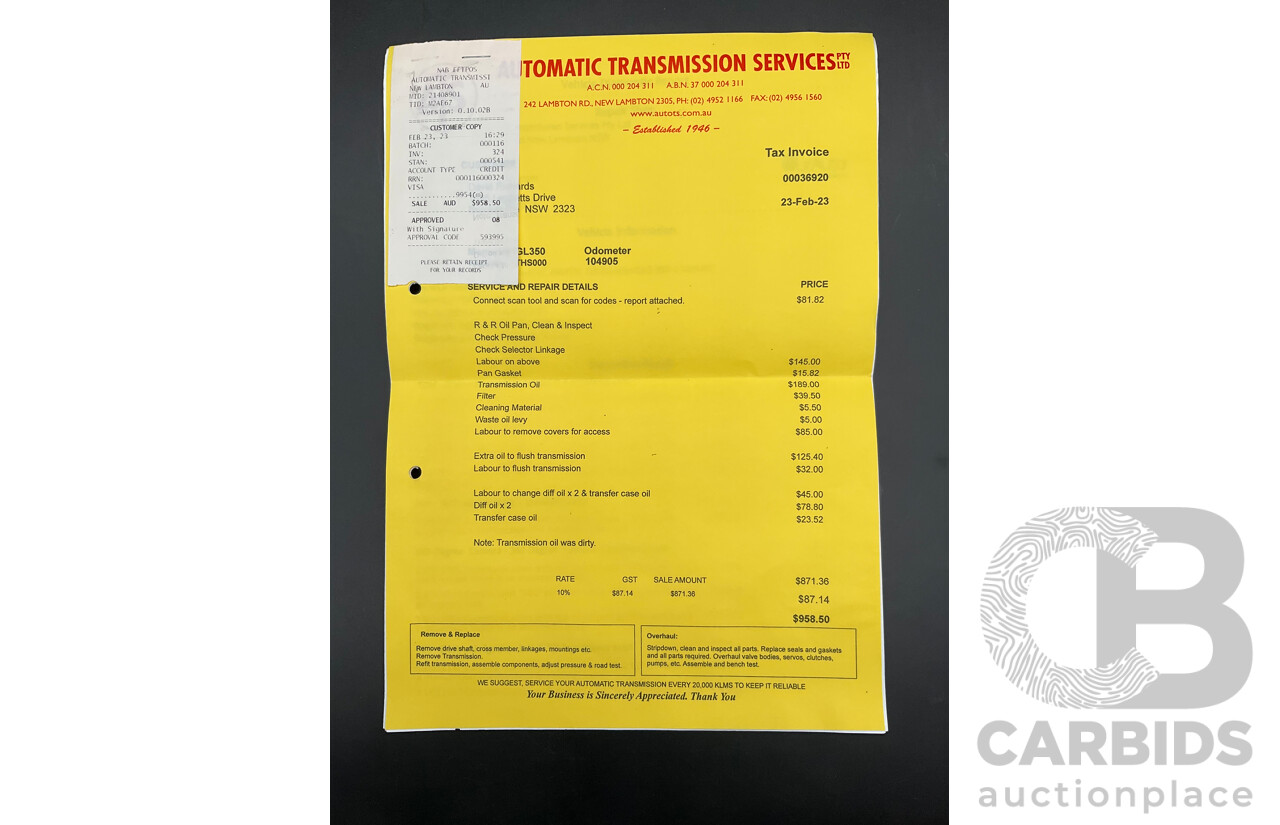 NAB EFTPOS
AUTOMATIC TRANSMISSI
NEW LAMBTON AU
MID: 21408901
TID: M2AE67
Version: 0.10.02B
CUSTOMER COPY
FEB 23, 23 16:29
BATCH: 000116
INV: 324
STAN: 000541
ACCOUNT TYPE CREDIT
RRN: 000116000324
VISA
............9954(m)
SALE AUD $958.50
APPROVED 08
With Signature
APPROVAL CODE 593995
PLEASE RETAIN RECEIPT
FOR YOUR RECORDS
AUTOMATIC TRANSMISSION SERVICES PTY LTD
A.C.N. 000 204 311 A.B.N. 37 000 204 311
242 LAMBTON RD., NEW LAMBTON 2305, PH: (02) 4952 1166 FAX: (02) 4956 1560
www.autots.com.au
– Established 1946 –
Tax Invoice
00036920
23-Feb-23
rds
tts Drive
NSW 2323
GL350 Odometer
THS000 104905
SERVICE AND REPAIR DETAILS PRICE
Connect scan tool and scan for codes - report attached. $81.82
R & R Oil Pan, Clean & Inspect
Check Pressure
Check Selector Linkage
Labour on above $145.00
Pan Gasket $15.82
Transmission Oil $189.00
Filter $39.50
Cleaning Material $5.50
Waste oil levy $5.00
Labour to remove covers for access $85.00
Extra oil to flush transmission $125.40
Labour to flush transmission $32.00
Labour to change diff oil x 2 & transfer case oil $45.00
Diff oil x 2 $78.80
Transfer case oil $23.52
Note: Transmission oil was dirty.
RATE GST SALE AMOUNT $871.36
10% $87.14 $871.36 $87.14
$958.50
Remove & Replace
Remove drive shaft, cross member, linkages, mountings etc.
Remove Transmission.
Refit transmission, assemble components, adjust pressure & road test.
Overhaul:
Stripdown, clean and inspect all parts. Replace seals and gaskets
and all parts required. Overhaul valve bodies, servos, clutches,
pumps, etc. Assemble and bench test.
WE SUGGEST, SERVICE YOUR AUTOMATIC TRANSMISSION EVERY 20,000 KLMS TO KEEP IT RELIABLE
Your Business is Sincerely Appreciated. Thank You
CB
CARBIDS
auctionplace